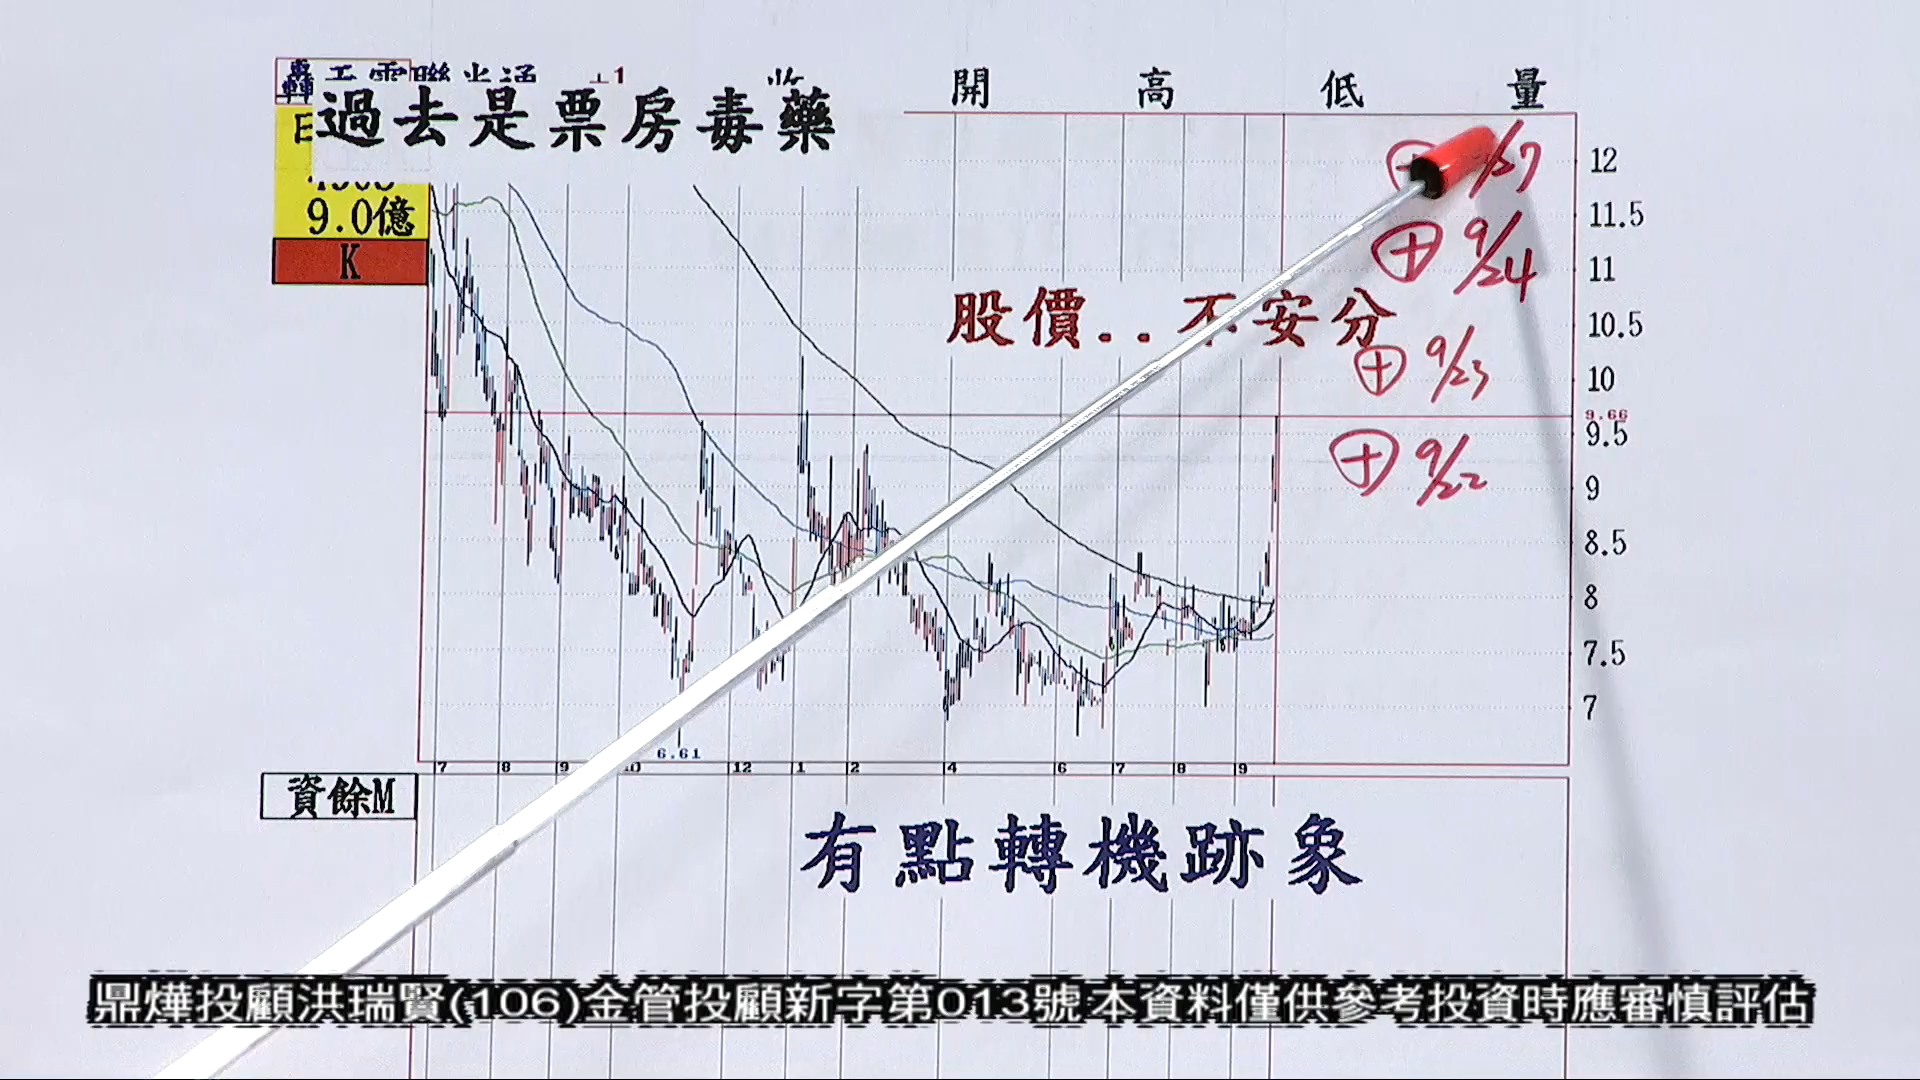 開 高 低 量
過去是票房毒藥
9.0億
K
12
9/27
11.5
⊕ 9/24
11
股價..不安分
10.5
⊕ 9/23
10
9.66
9.5
⊕ 9/22
9
8.5
8
7.5
7
6.61
7 8 9 10 12 1 2 4 6 7 8 9
資餘M
有點轉機跡象
鼎燁投顧洪瑞賢(106)金管投顧新字第013號 本資料僅供參考投資時應審慎評估